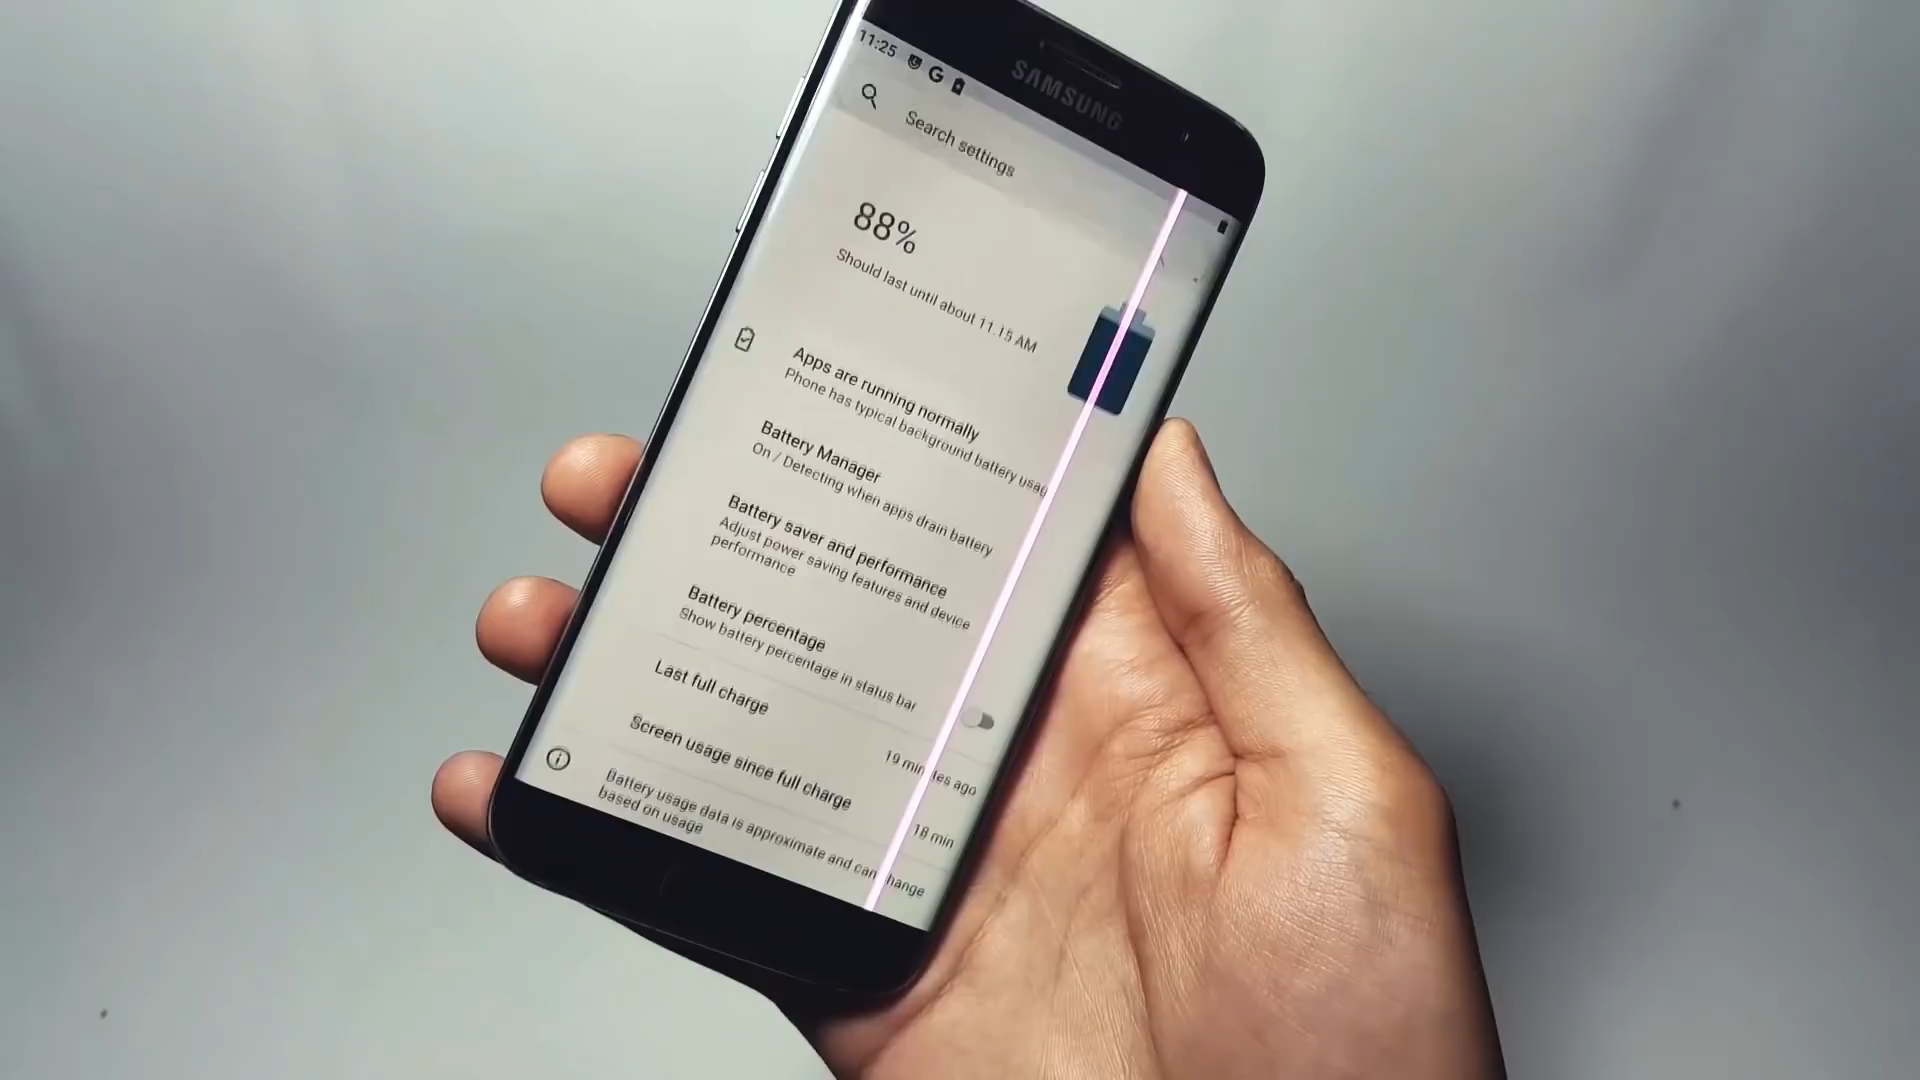 SAMSUNG
11:25 G
Search settings
88%
Should last until about 11.15 AM
Apps are running normally
Phone has typical background battery usag
Battery Manager
On / Detecting when apps drain battery
Battery saver and performance
Adjust power saving features and device
performance
Battery percentage
Show battery percentage in status bar
Last full charge
19 min tes ago
Screen usage since full charge
18 min
Battery usage data is approximate and can change
based on usage